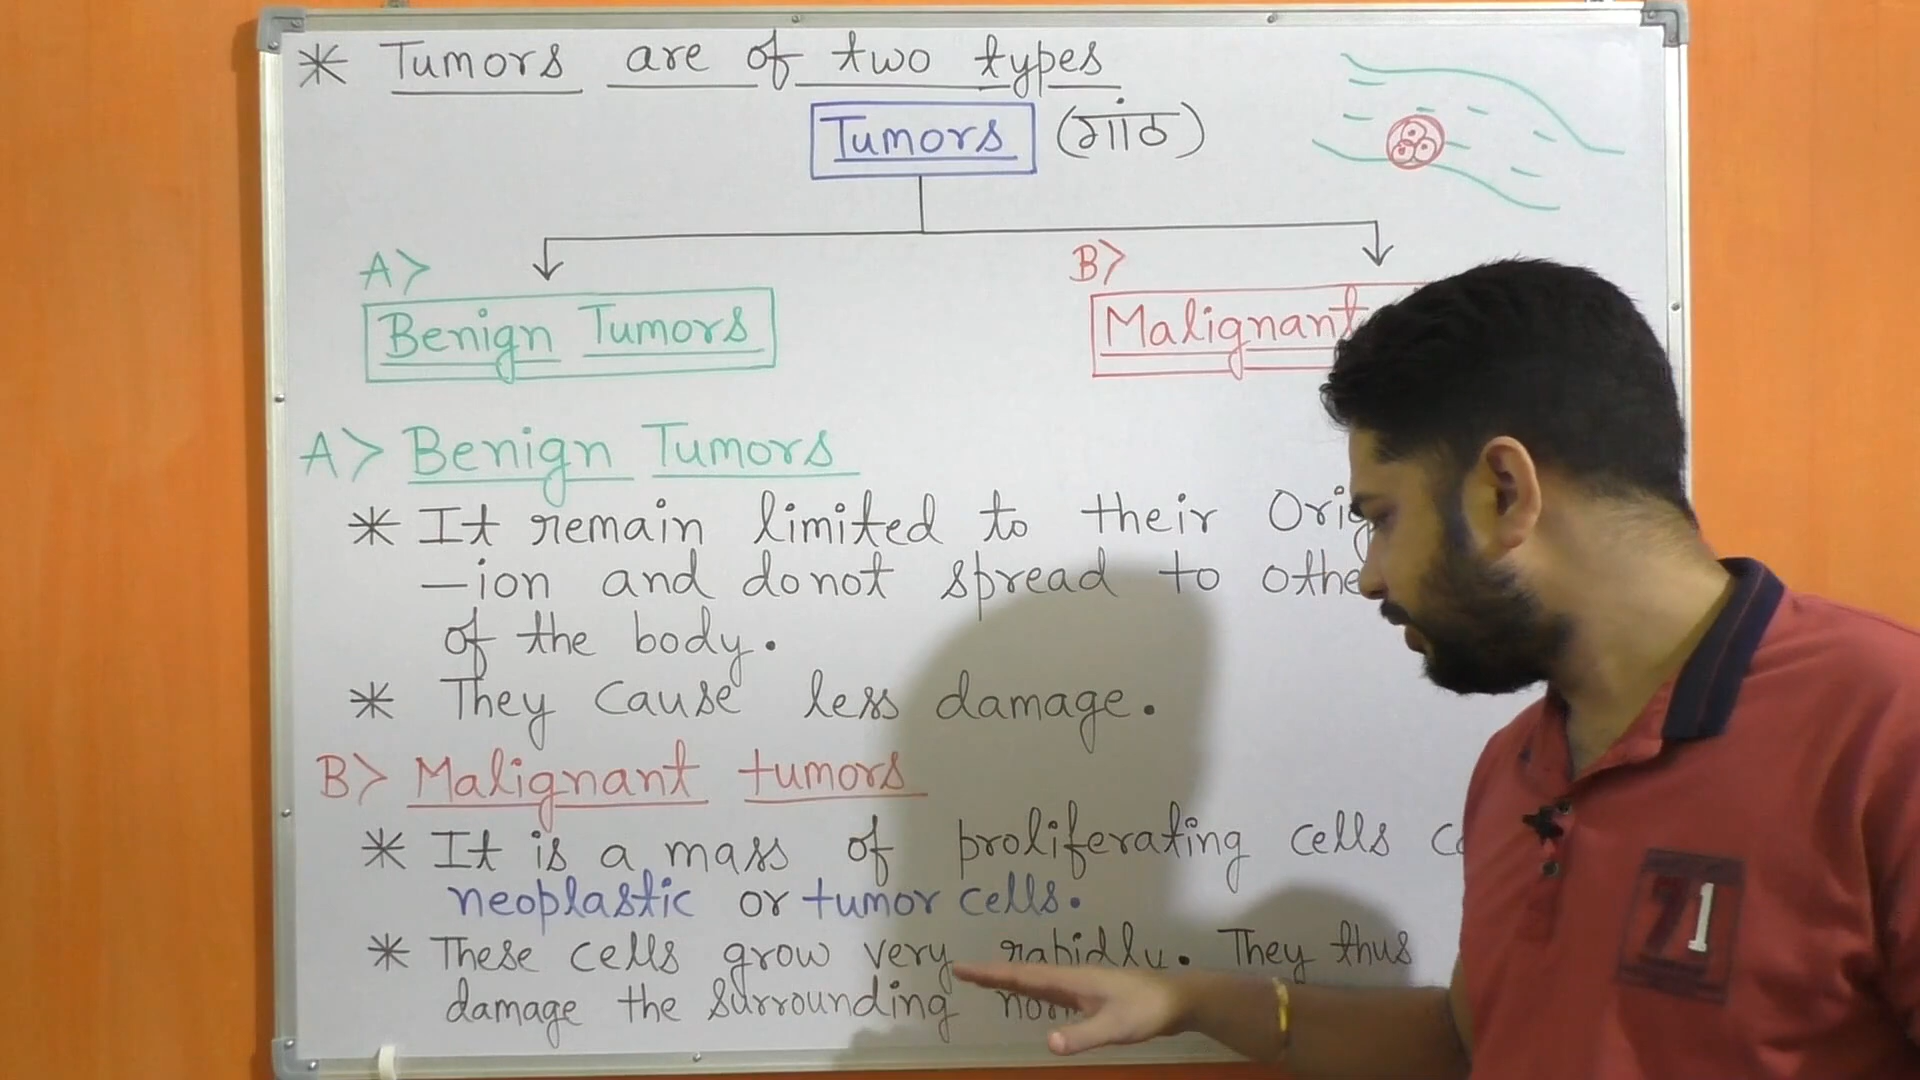 * Tumors are of two types
Tumors (गांठ)
A> B>
Benign Tumors Malignant
A> Benign Tumors
* It remain limited to their
-ion and donot spread to
of the body.
* They cause less damage.
B> Malignant tumors
* It is a mass of proliferating cells
neoplastic or tumor cells.
* These cells grow very rapidly. They thus
damage the surrounding
71